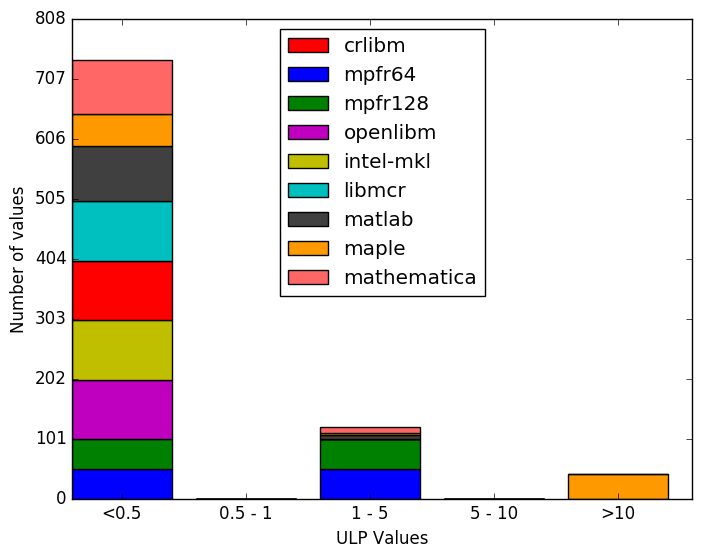 808
707
606
505
404
303
202
101
0
Number of values
crlibm
mpfr64
mpfr128
openlibm
intel-mkl
libmcr
matlab
maple
mathematica
<0.5
0.5 - 1
1 - 5
5 - 10
>10
ULP Values